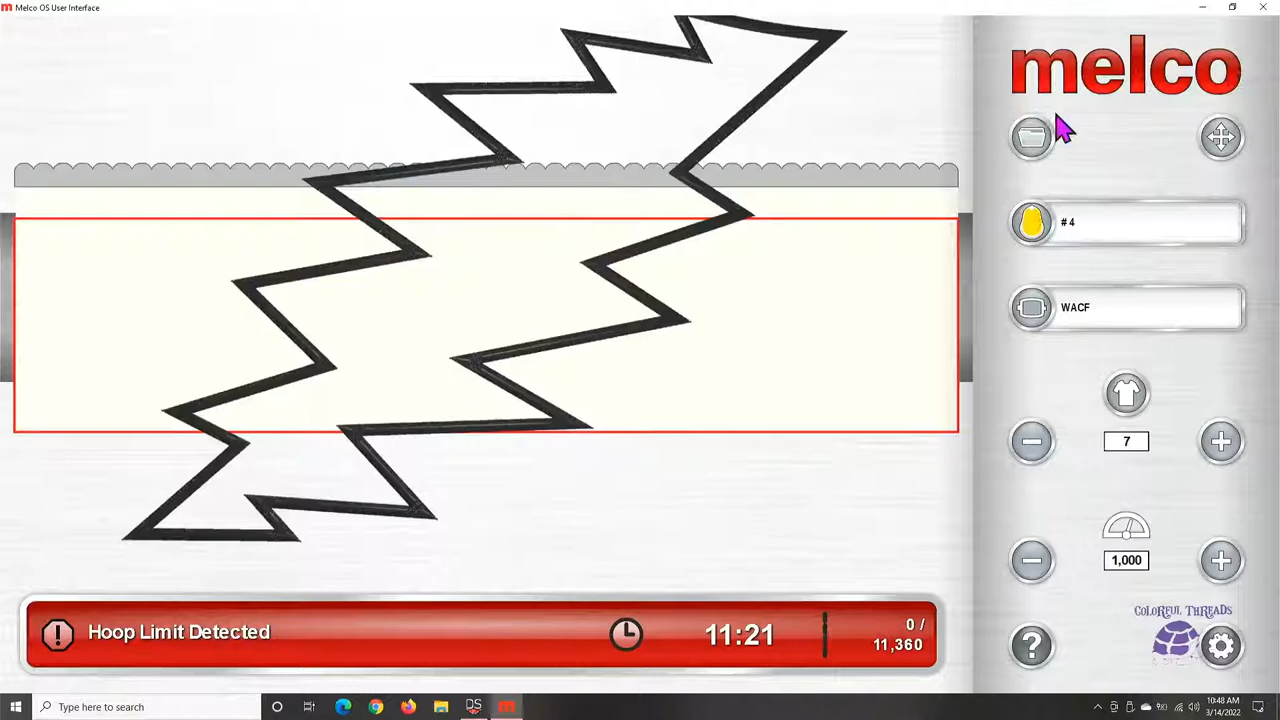 m Melco OS User Interface
melco
# 4
WACF
7
1,000
COLORFUL THREADS
Hoop Limit Detected
11:21
0 /
11,360
?
Type here to search
DS
m
10:48 AM
3/14/2022